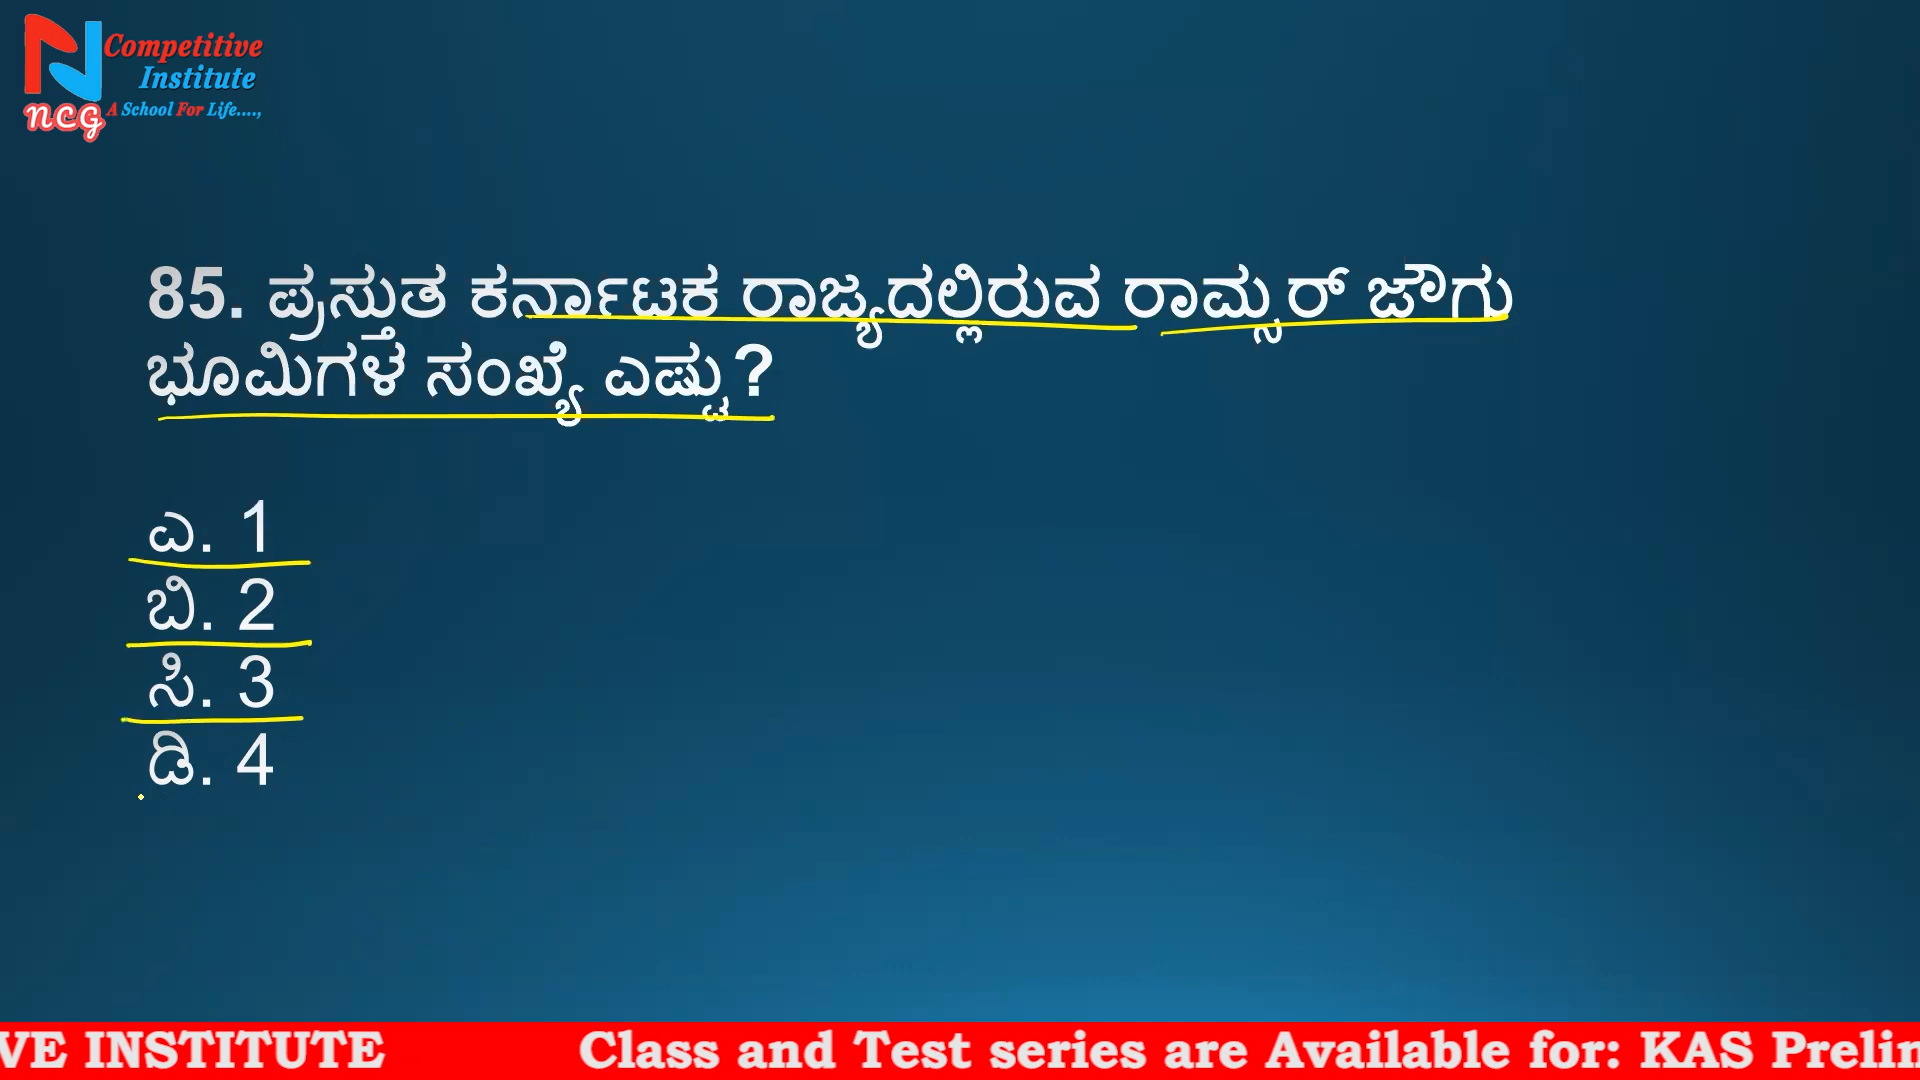 Competitive
Institute
ncg A School For Life....,
85. ಪ್ರಸ್ತುತ ಕರ್ನಾಟಕ ರಾಜ್ಯದಲ್ಲಿರುವ ರಾಮ್ಸರ್ ಜೌಗು
ಭೂಮಿಗಳ ಸಂಖ್ಯೆ ಎಷ್ಟು?
ಎ. 1
ಬಿ. 2
ಸಿ. 3
ಡಿ. 4
VE INSTITUTE Class and Test series are Available for: KAS Prelin